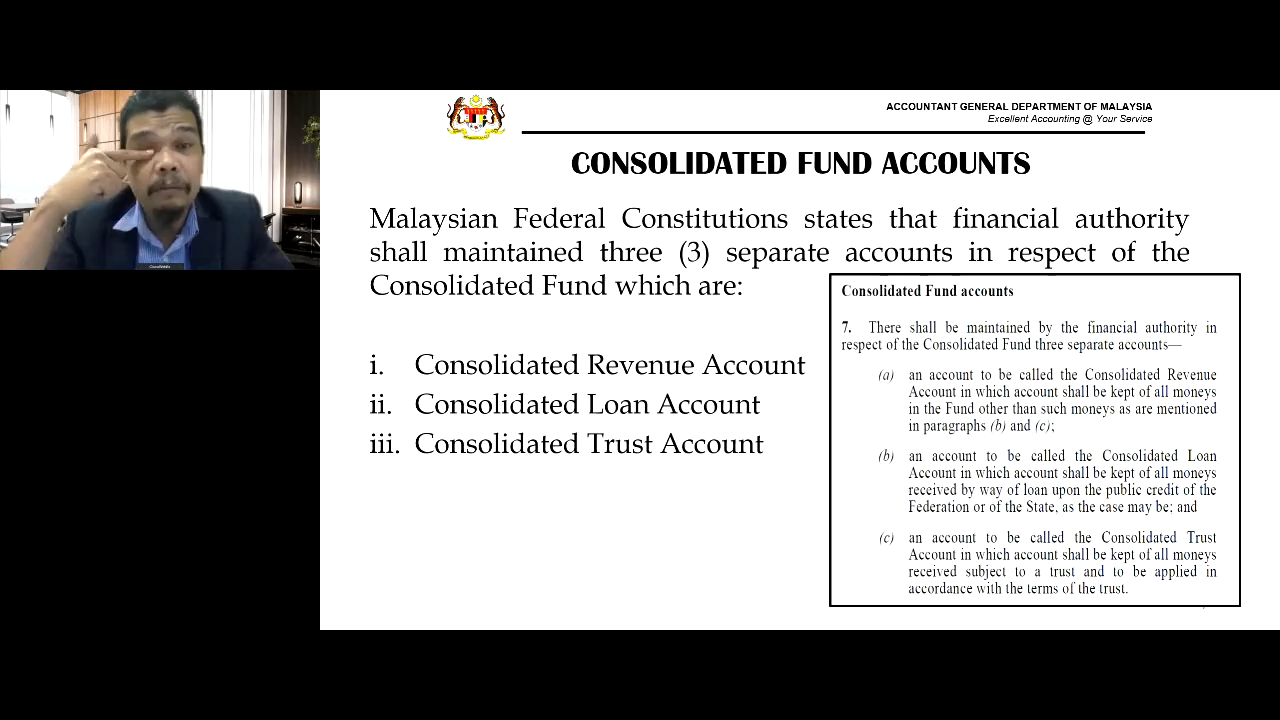 ACCOUNTANT GENERAL DEPARTMENT OF MALAYSIA
Excellent Accounting @ Your Service
CONSOLIDATED FUND ACCOUNTS
Malaysian Federal Constitutions states that financial authority
shall maintained three (3) separate accounts in respect of the
Consolidated Fund which are:
i. Consolidated Revenue Account
ii. Consolidated Loan Account
iii. Consolidated Trust Account
Consolidated Fund accounts
7. There shall be maintained by the financial authority in
respect of the Consolidated Fund three separate accounts—
(a) an account to be called the Consolidated Revenue
Account in which account shall be kept of all moneys
in the Fund other than such moneys as are mentioned
in paragraphs (b) and (c);
(b) an account to be called the Consolidated Loan
Account in which account shall be kept of all moneys
received by way of loan upon the public credit of the
Federation or of the State, as the case may be; and
(c) an account to be called the Consolidated Trust
Account in which account shall be kept of all moneys
received subject to a trust and to be applied in
accordance with the terms of the trust.